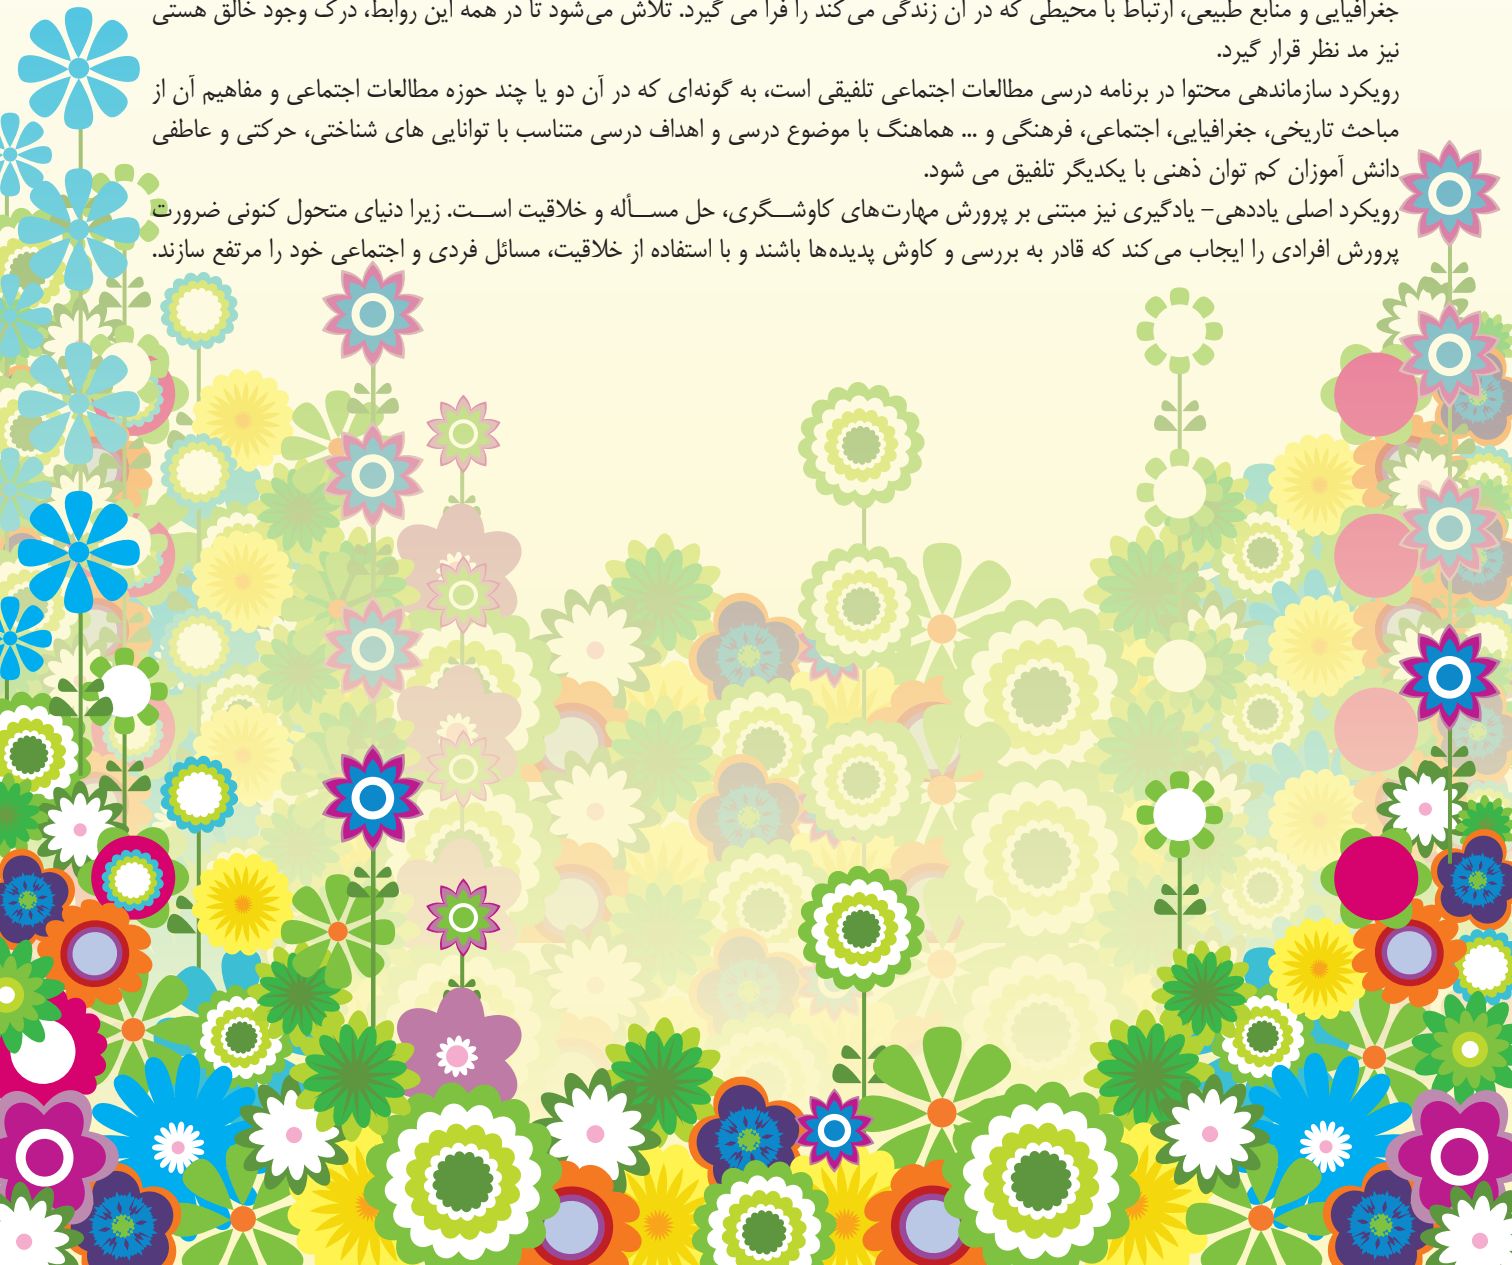 جغرافیایی و منابع طبیعی، ارتباط با محیطی که در آن زندگی می‌کند را فرا می گیرد. تلاش می‌شود تا در همه این روابط، درک وجود خالق هستی
نیز مد نظر قرار گیرد.
رویکرد سازماندهی محتوا در برنامه درسی مطالعات اجتماعی تلفیقی است، به گونه‌ای که در آن دو یا چند حوزه مطالعات اجتماعی و مفاهیم آن از
مباحث تاریخی، جغرافیایی، اجتماعی، فرهنگی و ... هماهنگ با موضوع درسی و اهداف درسی متناسب با توانایی های شناختی، حرکتی و عاطفی
دانش آموزان کم توان ذهنی با یکدیگر تلفیق می شود.
رویکرد اصلی یاددهی– یادگیری نیز مبتنی بر پرورش مهارت‌های کاوشـــگری، حل مســـأله و خلاقیت اســـت. زیرا دنیای متحول کنونی ضرورت
پرورش افرادی را ایجاب می‌کند که قادر به بررسی و کاوش پدیده‌ها باشند و با استفاده از خلاقیت، مسائل فردی و اجتماعی خود را مرتفع سازند.